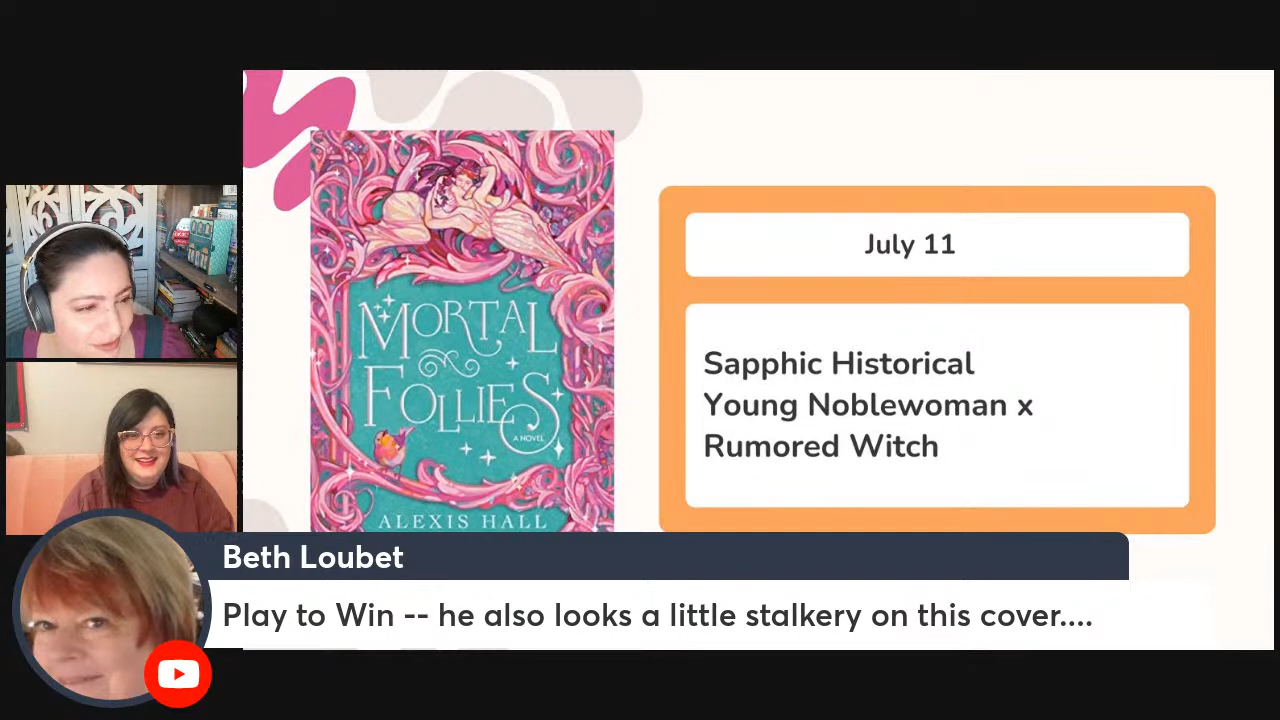 July 11
MORTAL
FOLLIES
A NOVEL
ALEXIS HALL
Sapphic Historical
Young Noblewoman x
Rumored Witch
Beth Loubet
Play to Win -- he also looks a little stalkery on this cover....